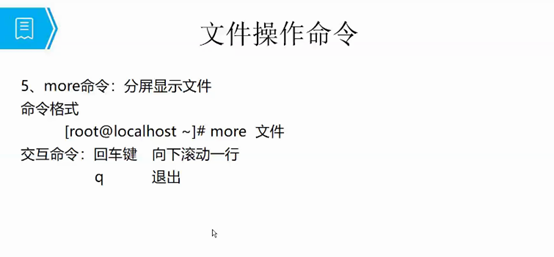 文件操作命令
5、more命令：分屏显示文件
命令格式
[root@localhost ~]# more 文件
交互命令：回车键 向下滚动一行
q 退出